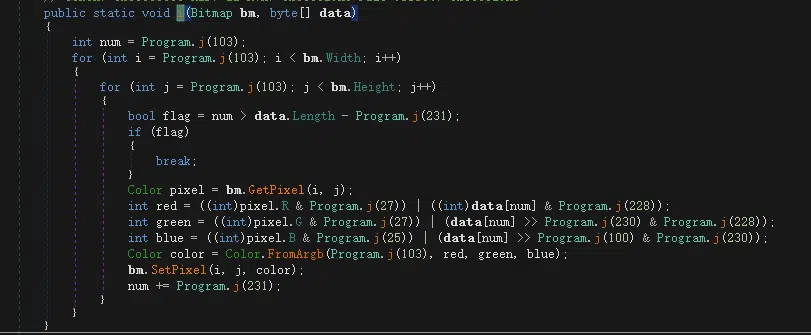 public static void i(Bitmap bm, byte[] data)
{
int num = Program.j(103);
for (int i = Program.j(103); i < bm.Width; i++)
{
for (int j = Program.j(103); j < bm.Height; j++)
{
bool flag = num > data.Length - Program.j(231);
if (flag)
{
break;
}
Color pixel = bm.GetPixel(i, j);
int red = ((int)pixel.R & Program.j(27)) | ((int)data[num] & Program.j(228));
int green = ((int)pixel.G & Program.j(27)) | (data[num] >> Program.j(230) & Program.j(228));
int blue = ((int)pixel.B & Program.j(25)) | (data[num] >> Program.j(100) & Program.j(230));
Color color = Color.FromArgb(Program.j(103), red, green, blue);
bm.SetPixel(i, j, color);
num += Program.j(231);
}
}
}